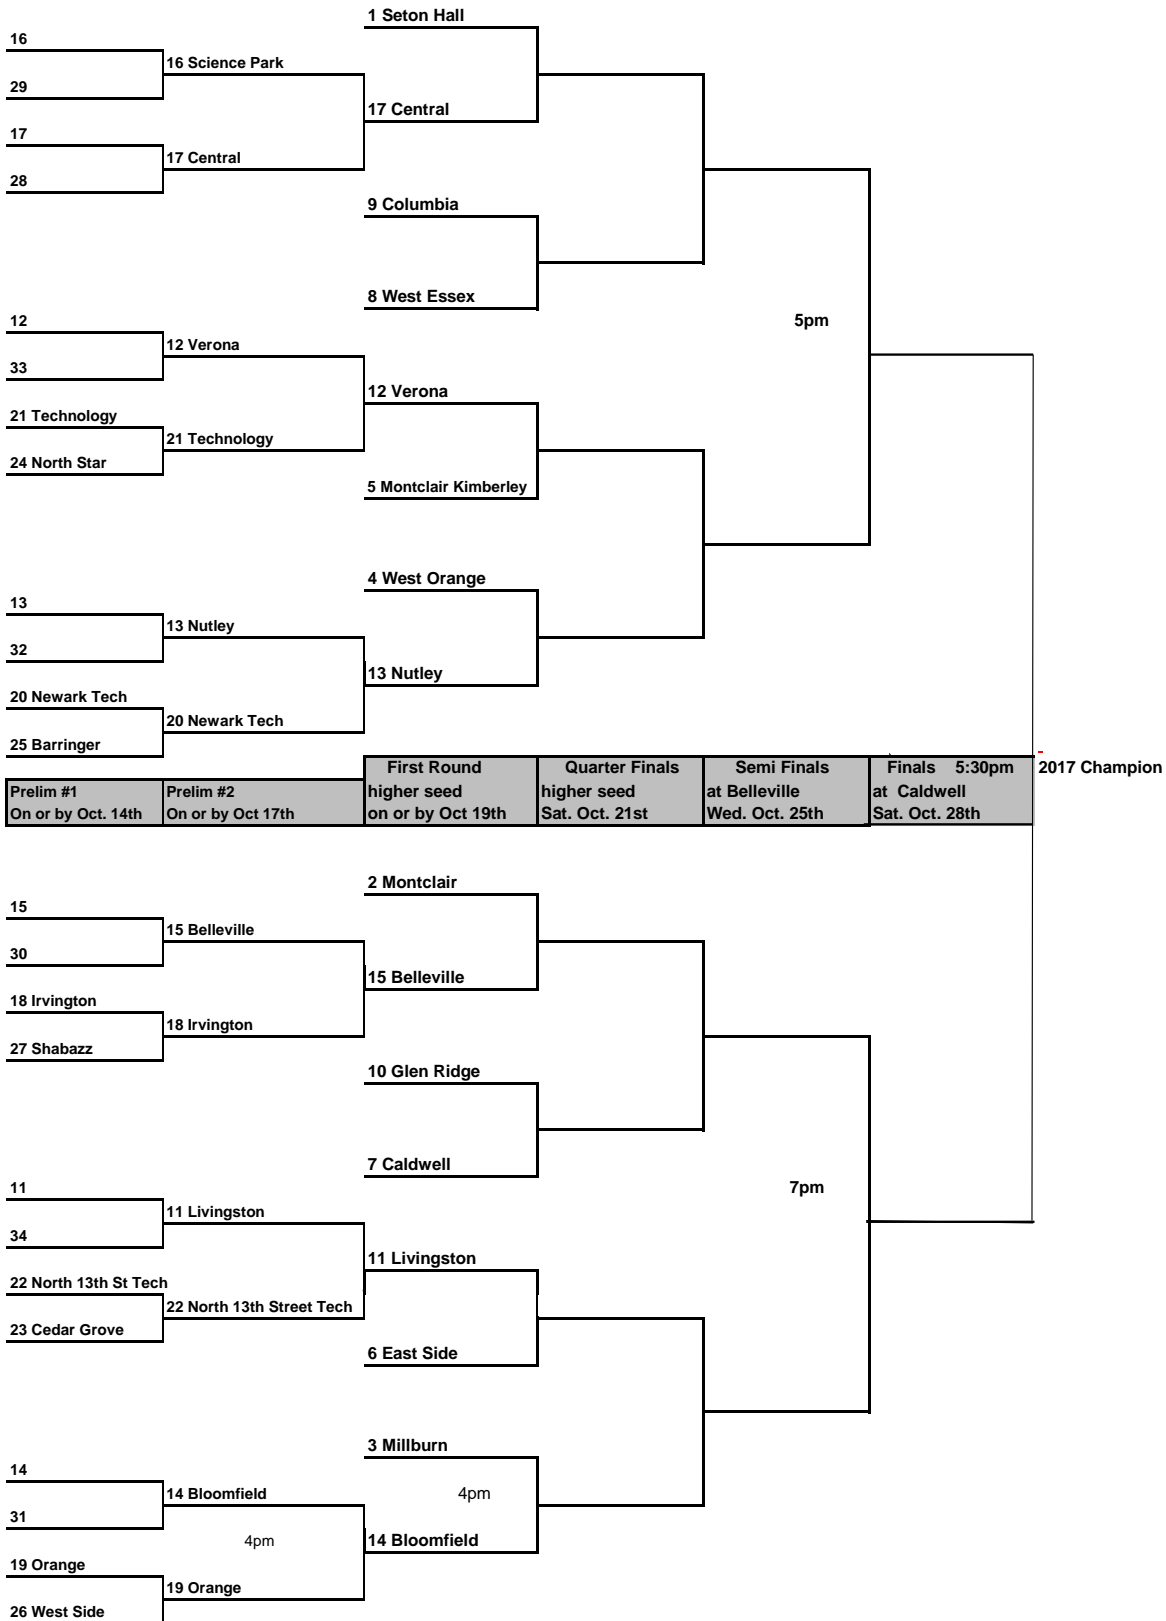 1 Seton Hall
16
16 Science Park
29
17 Central
17
17 Central
28
9 Columbia
8 West Essex
12
5pm
12 Verona
33
12 Verona
21 Technology
21 Technology
24 North Star
5 Montclair Kimberley
4 West Orange
13
13 Nutley
32
13 Nutley
20 Newark Tech
20 Newark Tech
25 Barringer
First Round Quarter Finals Semi Finals Finals 5:30pm 2017 Champion
Prelim #1 Prelim #2 higher seed higher seed at Belleville at Caldwell
On or by Oct. 14th On or by Oct 17th on or by Oct 19th Sat. Oct. 21st Wed. Oct. 25th Sat. Oct. 28th
2 Montclair
15
15 Belleville
30
15 Belleville
18 Irvington
18 Irvington
27 Shabazz
10 Glen Ridge
7 Caldwell
11
7pm
11 Livingston
34
11 Livingston
22 North 13th St Tech
22 North 13th Street Tech
23 Cedar Grove
6 East Side
3 Millburn
14
14 Bloomfield
4pm
31
4pm
14 Bloomfield
19 Orange
19 Orange
26 West Side